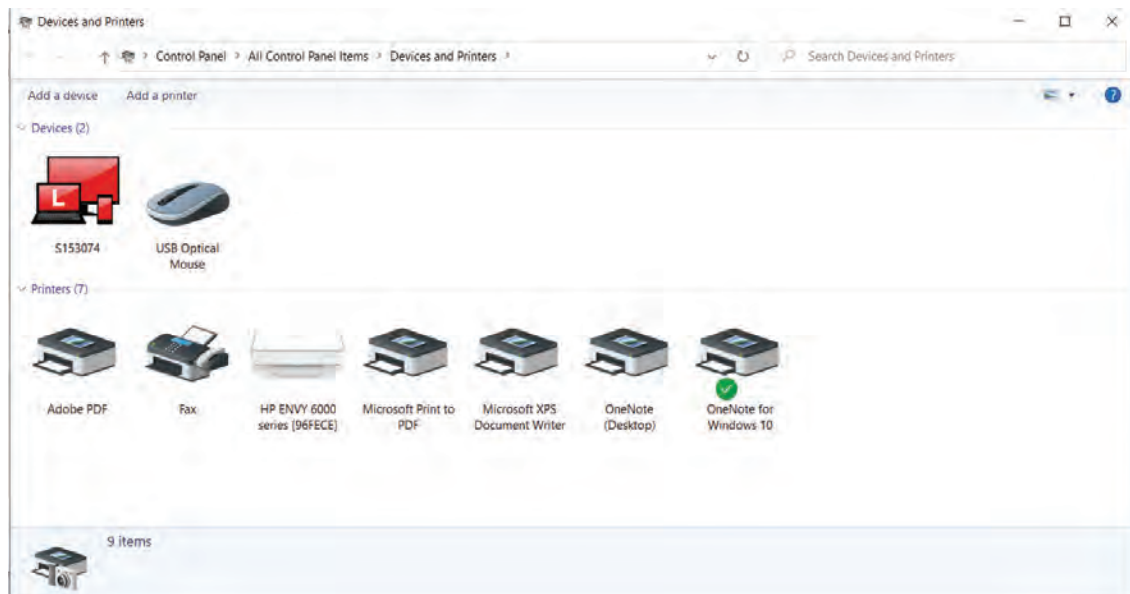 Devices and Printers
Control Panel > All Control Panel Items > Devices and Printers >
Search Devices and Printers
Add a device Add a printer
?
Devices (2)
L
S153074
USB Optical
Mouse
Printers (7)
Adobe PDF
Fax
HP ENVY 6000
series [96FECE]
Microsoft Print to
PDF
Microsoft XPS
Document Writer
OneNote
(Desktop)
OneNote for
Windows 10
9 items